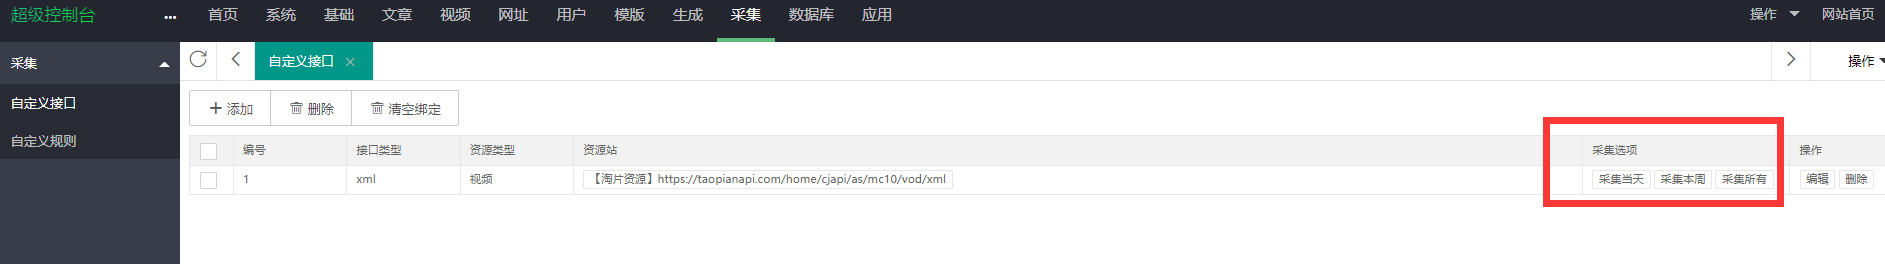 超级控制台 ... 首页 系统 基础 文章 视频 网址 用户 模版 生成 采集 数据库 应用 操作 网站首页
采集 自定义接口 × 操作
自定义接口
自定义规则
+ 添加 删除 清空绑定
编号 接口类型 资源类型 资源站 采集选项 操作
1 xml 视频 【淘片资源】https://taopianapi.com/home/cjapi/as/mc10/vod/xml 采集当天 采集本周 采集所有 编辑 删除